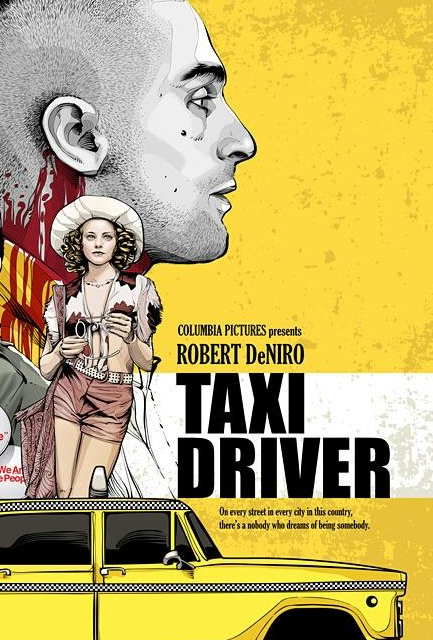 COLUMBIA PICTURES presents
ROBERT DeNIRO
TAXI
DRIVER
On every street in every city in this country,
there's a nobody who dreams of being somebody.
We Ar
e Peop